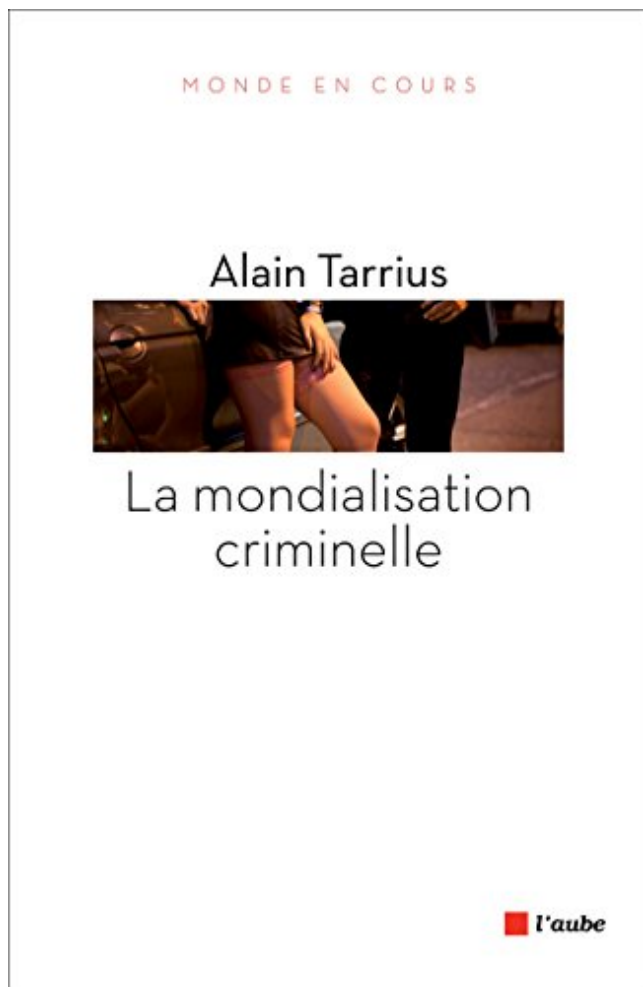 MONDE EN COURS
Alain Tarrius
La mondialisation
criminelle
l'aube